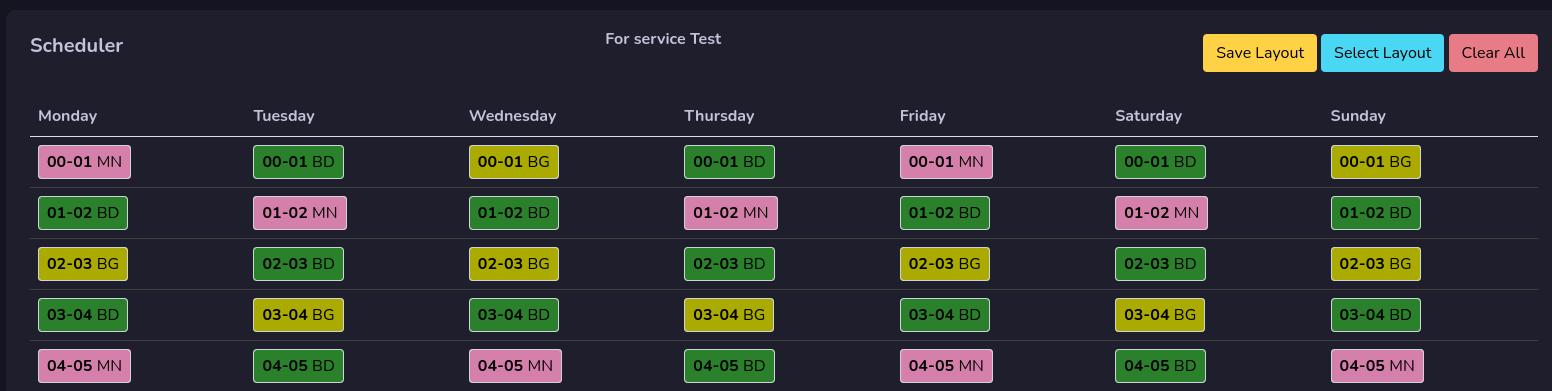 Scheduler
For service Test
Save Layout Select Layout Clear All
Monday Tuesday Wednesday Thursday Friday Saturday Sunday
00-01 MN 00-01 BD 00-01 BG 00-01 BD 00-01 MN 00-01 BD 00-01 BG
01-02 BD 01-02 MN 01-02 BD 01-02 MN 01-02 BD 01-02 MN 01-02 BD
02-03 BG 02-03 BD 02-03 BG 02-03 BD 02-03 BG 02-03 BD 02-03 BG
03-04 BD 03-04 BG 03-04 BD 03-04 BG 03-04 BD 03-04 BG 03-04 BD
04-05 MN 04-05 BD 04-05 MN 04-05 BD 04-05 MN 04-05 BD 04-05 MN